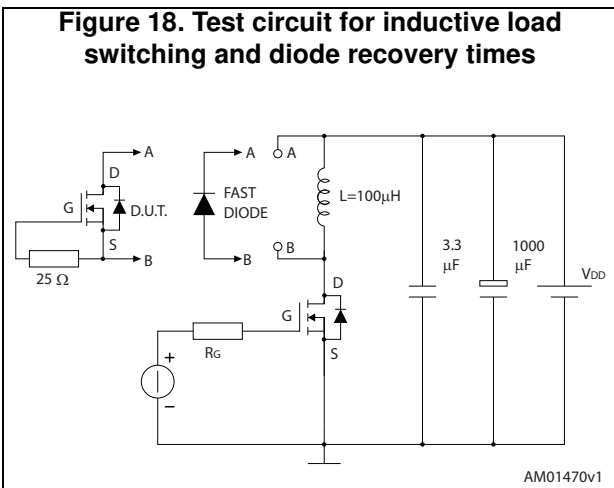 Figure 18. Test circuit for inductive load
switching and diode recovery times
A
D
G
D.U.T.
S
B
25 Ω
A
FAST
DIODE
B
A
L=100μH
B
D
G
S
RG
+
−
3.3
μF
1000
μF
VDD
AM01470v1